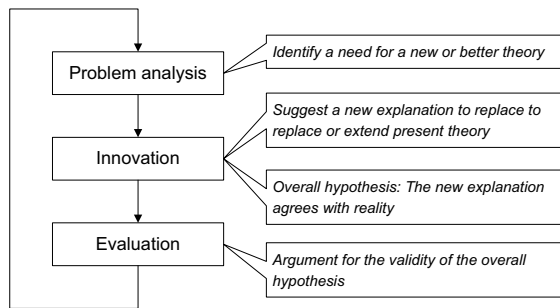 Problem analysis
Identify a need for a new or better theory
Suggest a new explanation to replace to
replace or extend present theory
Innovation
Overall hypothesis: The new explanation
agrees with reality
Evaluation
Argument for the validity of the overall
hypothesis